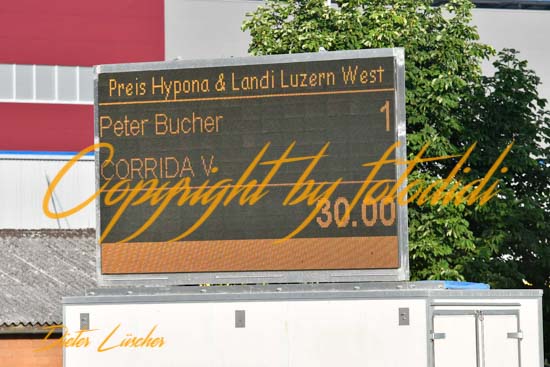 Preis Hypona & Landi Luzern West
Peter Bucher 1
CORRIDA V
30.00
Copyright by fotodidi
Dieter Lüscher